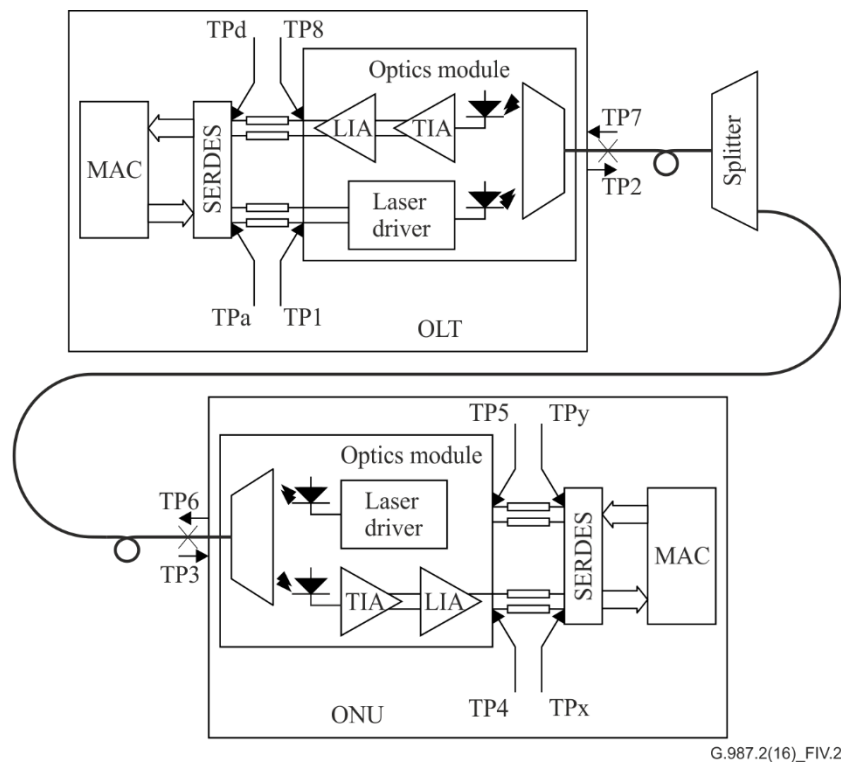 TPd TP8
Optics module
LIA TIA
MAC
SERDES
TP7
TP2
Splitter
Laser
driver
TPa TP1
OLT
TP5 TPy
Optics module
TP6
TP3
Laser
driver
TIA LIA
SERDES
MAC
TP4 TPx
ONU
G.987.2(16)_FIV.2